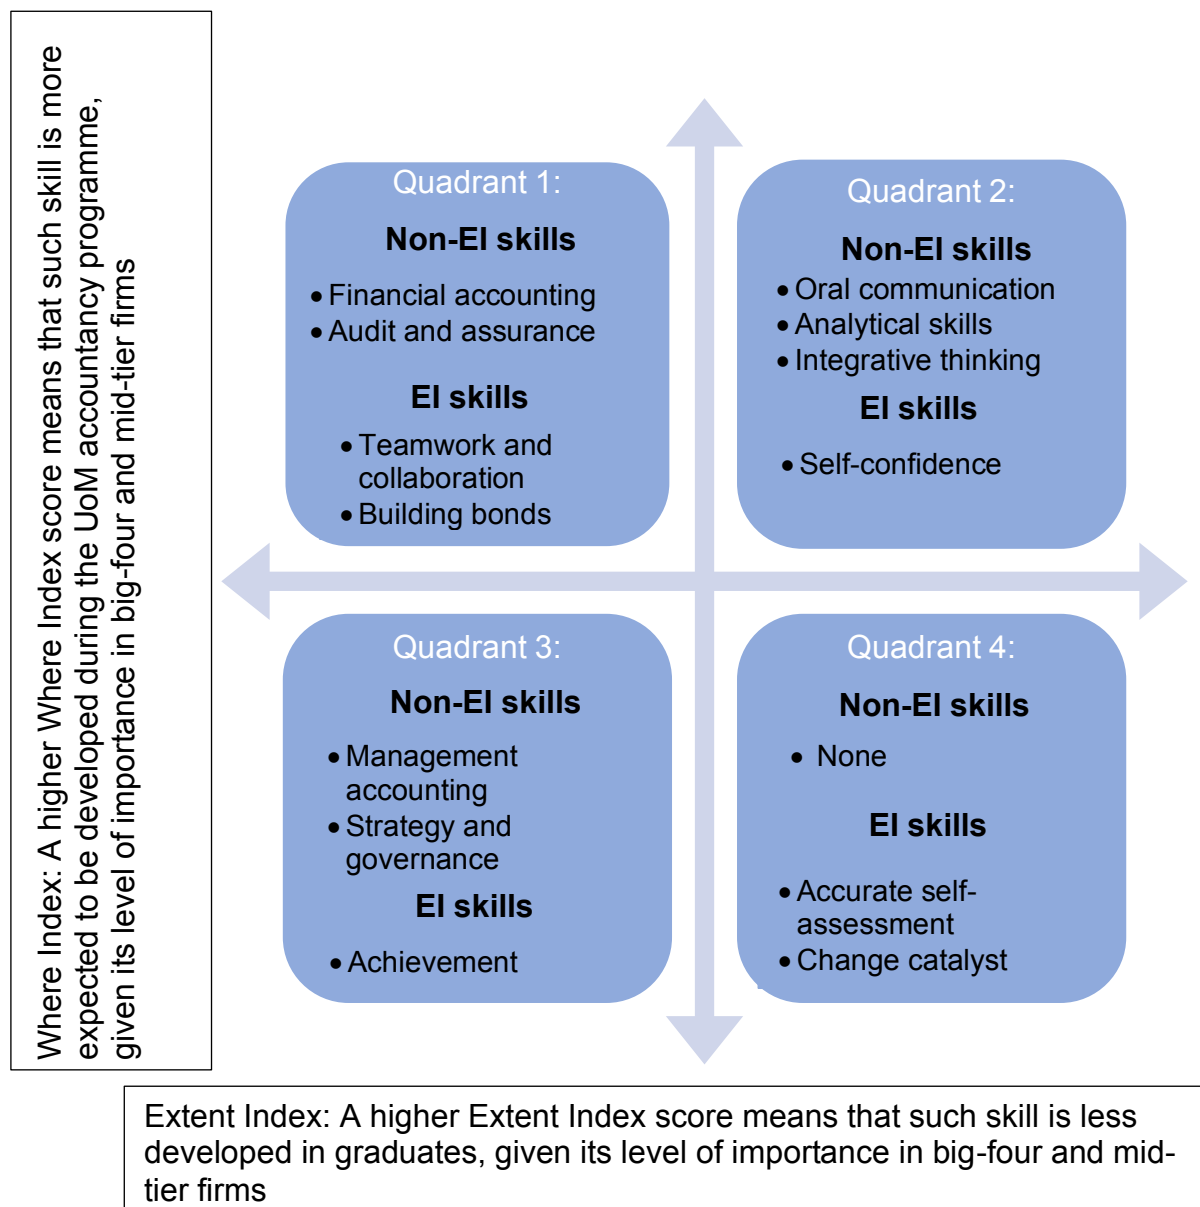 Where Index: A higher Where Index score means that such skill is more
expected to be developed during the UoM accountancy programme,
given its level of importance in big-four and mid-tier firms
Quadrant 1:
Non-EI skills
• Financial accounting
• Audit and assurance
EI skills
• Teamwork and
collaboration
• Building bonds
Quadrant 2:
Non-EI skills
• Oral communication
• Analytical skills
• Integrative thinking
EI skills
• Self-confidence
Quadrant 3:
Non-EI skills
• Management
accounting
• Strategy and
governance
EI skills
• Achievement
Quadrant 4:
Non-EI skills
• None
EI skills
• Accurate self-
assessment
• Change catalyst
Extent Index: A higher Extent Index score means that such skill is less
developed in graduates, given its level of importance in big-four and mid-
tier firms